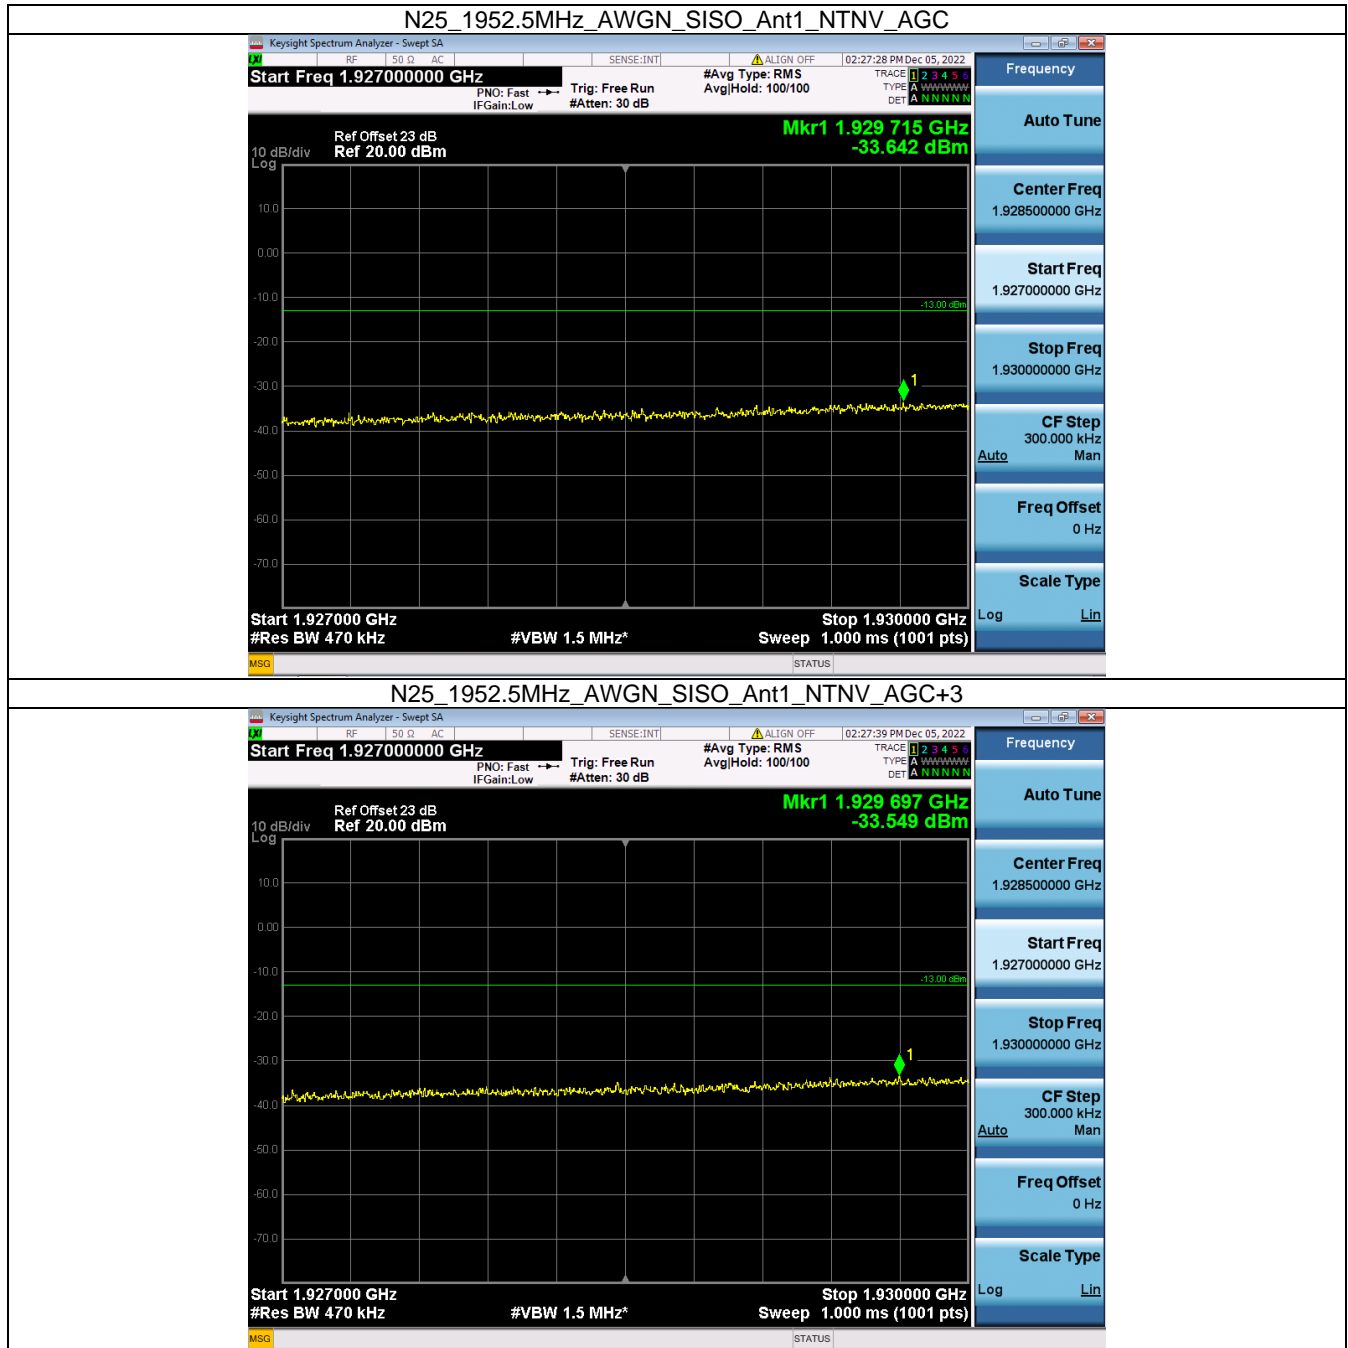 N25_1952.5MHz_AWGN_SISO_Ant1_NTNV_AGC
Keysight Spectrum Analyzer - Swept SA
LXI RF 50 Ω AC SENSE:INT ALIGN OFF 02:27:28 PM Dec 05, 2022
Start Freq 1.927000000 GHz
PNO: Fast
IFGain:Low
Trig: Free Run
#Atten: 30 dB
#Avg Type: RMS
Avg|Hold: 100/100
TRACE 1 2 3 4 5 6
TYPE A WWWWW
DET A N N N N N
Mkr1 1.929 715 GHz
-33.642 dBm
Ref Offset 23 dB
10 dB/div Ref 20.00 dBm
Log
10.0
0.00
-10.0
-13.00 dBm
-20.0
-30.0
1
-40.0
-50.0
-60.0
-70.0
Start 1.927000 GHz Stop 1.930000 GHz
#Res BW 470 kHz #VBW 1.5 MHz* Sweep 1.000 ms (1001 pts)
MSG STATUS
Frequency
Auto Tune
Center Freq
1.928500000 GHz
Start Freq
1.927000000 GHz
Stop Freq
1.930000000 GHz
CF Step
300.000 kHz
Auto Man
Freq Offset
0 Hz
Scale Type
Log Lin
N25_1952.5MHz_AWGN_SISO_Ant1_NTNV_AGC+3
Keysight Spectrum Analyzer - Swept SA
LXI RF 50 Ω AC SENSE:INT ALIGN OFF 02:27:39 PM Dec 05, 2022
Start Freq 1.927000000 GHz
PNO: Fast
IFGain:Low
Trig: Free Run
#Atten: 30 dB
#Avg Type: RMS
Avg|Hold: 100/100
TRACE 1 2 3 4 5 6
TYPE A WWWWW
DET A N N N N N
Mkr1 1.929 697 GHz
-33.549 dBm
Ref Offset 23 dB
10 dB/div Ref 20.00 dBm
Log
10.0
0.00
-10.0
-13.00 dBm
-20.0
-30.0
1
-40.0
-50.0
-60.0
-70.0
Start 1.927000 GHz Stop 1.930000 GHz
#Res BW 470 kHz #VBW 1.5 MHz* Sweep 1.000 ms (1001 pts)
MSG STATUS
Frequency
Auto Tune
Center Freq
1.928500000 GHz
Start Freq
1.927000000 GHz
Stop Freq
1.930000000 GHz
CF Step
300.000 kHz
Auto Man
Freq Offset
0 Hz
Scale Type
Log Lin